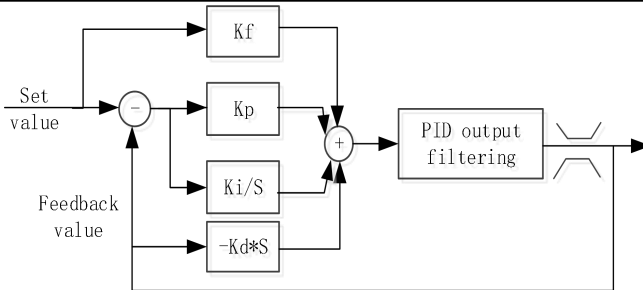 Kf
Set
value
-
Kp
+
PID output
filtering
Ki/S
Feedback
value
-Kd*S